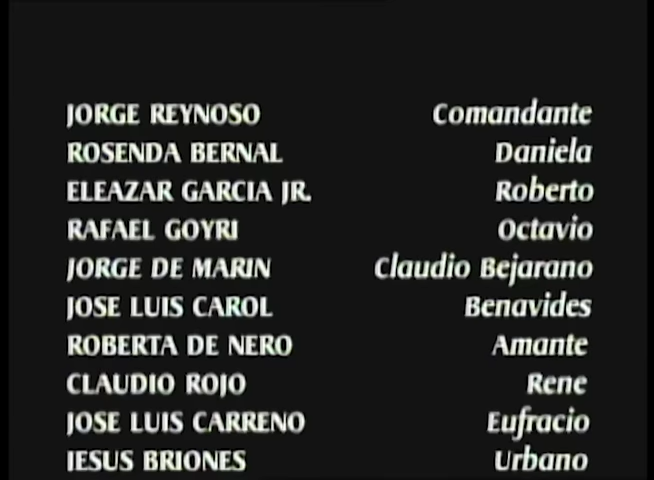 JORGE REYNOSO Comandante
ROSENDA BERNAL Daniela
ELEAZAR GARCIA JR. Roberto
RAFAEL GOYRI Octavio
JORGE DE MARIN Claudio Bejarano
JOSE LUIS CAROL Benavides
ROBERTA DE NERO Amante
CLAUDIO ROJO Rene
JOSE LUIS CARRENO Eufracio
JESUS BRIONES Urbano